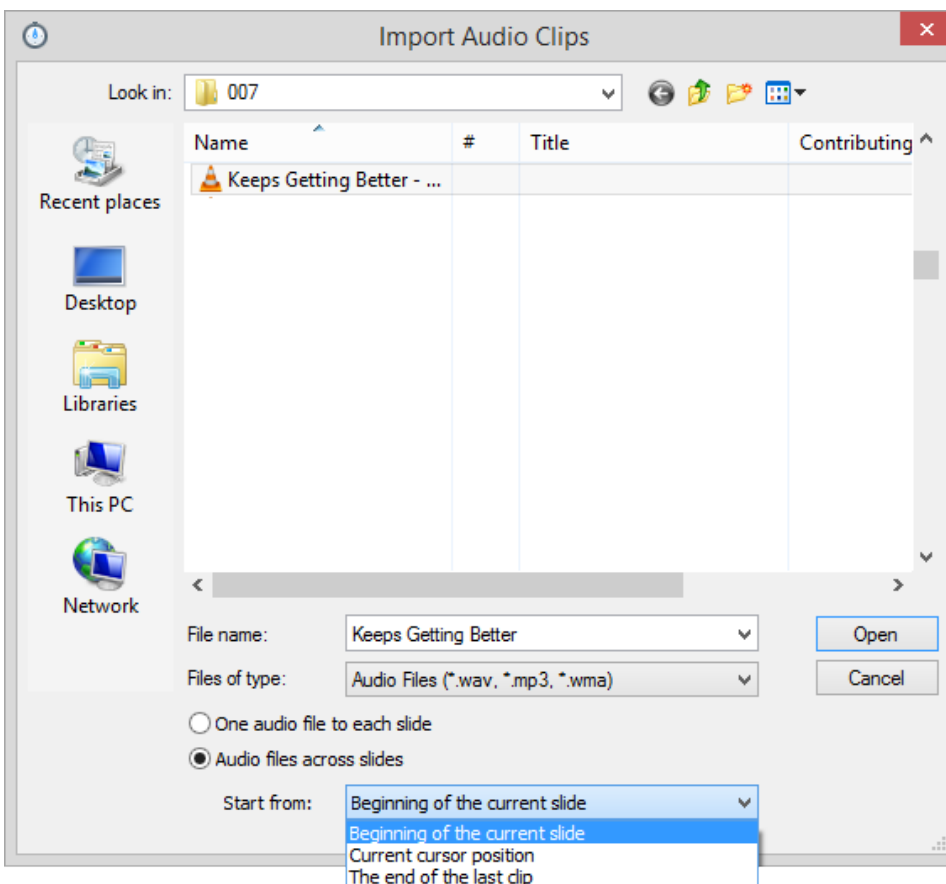 Import Audio Clips
Look in: 007
Name # Title Contributing
Keeps Getting Better - ...
Recent places
Desktop
Libraries
This PC
Network
File name: Keeps Getting Better Open
Files of type: Audio Files (*.wav, *.mp3, *.wma) Cancel
One audio file to each slide
Audio files across slides
Start from: Beginning of the current slide
Beginning of the current slide
Current cursor position
The end of the last clip